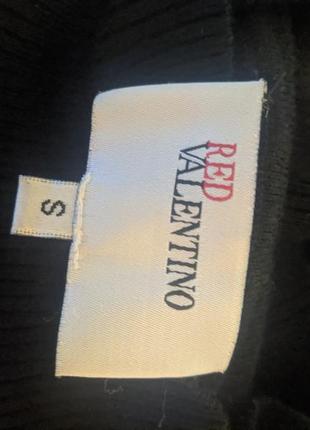 RED
VALENTINO
S